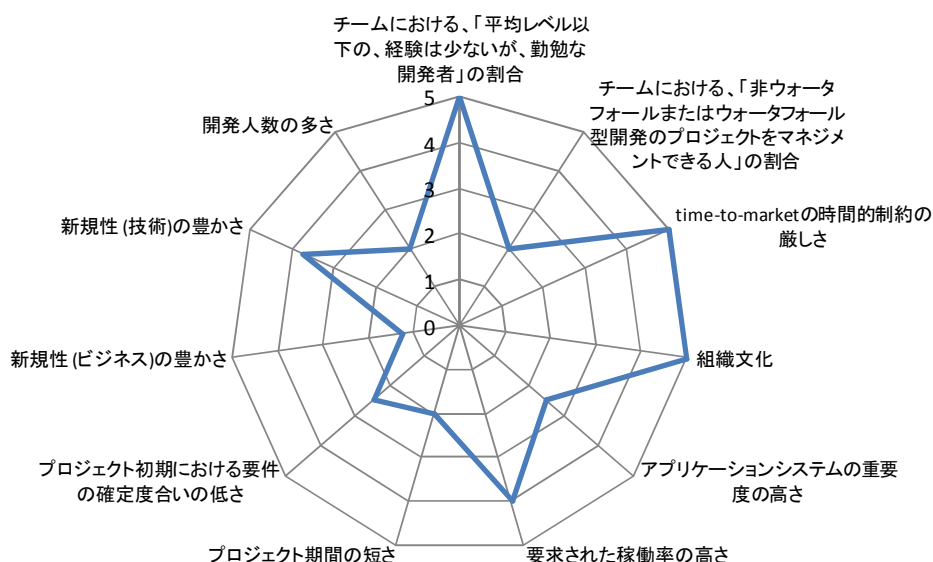 チームにおける、「平均レベル以
下の、経験は少ないが、勤勉な
開発者」の割合
チームにおける、「非ウォータ
フォールまたはウォータフォール
型開発のプロジェクトをマネジメ
ントできる人」の割合
time-to-marketの時間的制約の
厳しさ
組織文化
アプリケーションシステムの重要
度の高さ
要求された稼働率の高さ
プロジェクト期間の短さ
プロジェクト初期における要件
の確定度合いの低さ
新規性(ビジネス)の豊かさ
新規性(技術)の豊かさ
開発人数の多さ
5
4
3
2
1
0